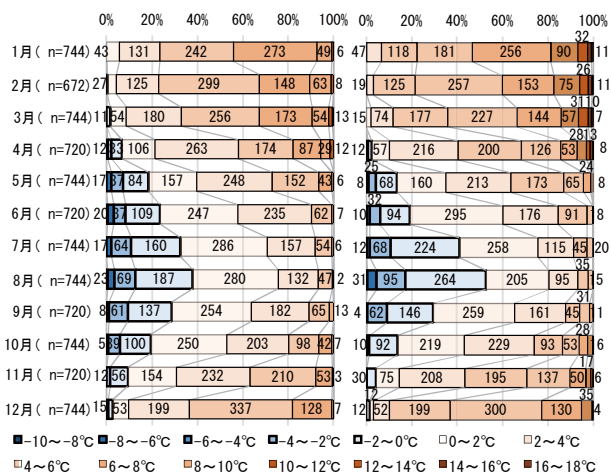 0% 20% 40% 60% 80% 100% 0% 20% 40% 60% 80% 100%
32
1月( n=744) 43 131 242 273 49 6 47 118 181 256 90 11
26
2月( n=672) 27 125 299 148 63 8 19 125 257 153 75 11
31 10
3月( n=744) 11 54 180 256 173 54 13 15 74 177 227 144 57 7
28 13
4月( n=720) 12 33 106 263 174 87 29 12 12 57 216 200 126 53 8
25 24
5月( n=744) 17 37 84 157 248 152 43 6 8 68 160 213 173 65 8
32
6月( n=720) 20 37 109 247 235 62 7 10 94 295 176 91 8
7月( n=744) 17 64 160 286 157 54 6 12 68 224 258 115 45 20
35
8月( n=744) 23 69 187 280 132 47 2 31 95 264 205 95 15
31
9月( n=720) 8 61 137 254 182 65 13 4 62 146 259 161 45 1
28
10月( n=744) 5 39 100 250 203 98 42 7 10 92 219 229 93 53 6
17
11月( n=720) 12 56 154 232 210 53 3 30 75 208 195 137 50 6
12 35
12月( n=744) 15 53 199 337 128 7 12 52 199 300 130 4
-10～-8℃ -8～-6℃ -6～-4℃ -4～-2℃ -2～0℃ 0～2℃ 2～4℃
4～6℃ 6～8℃ 8～10℃ 10～12℃ 12～14℃ 14～16℃ 16～18℃